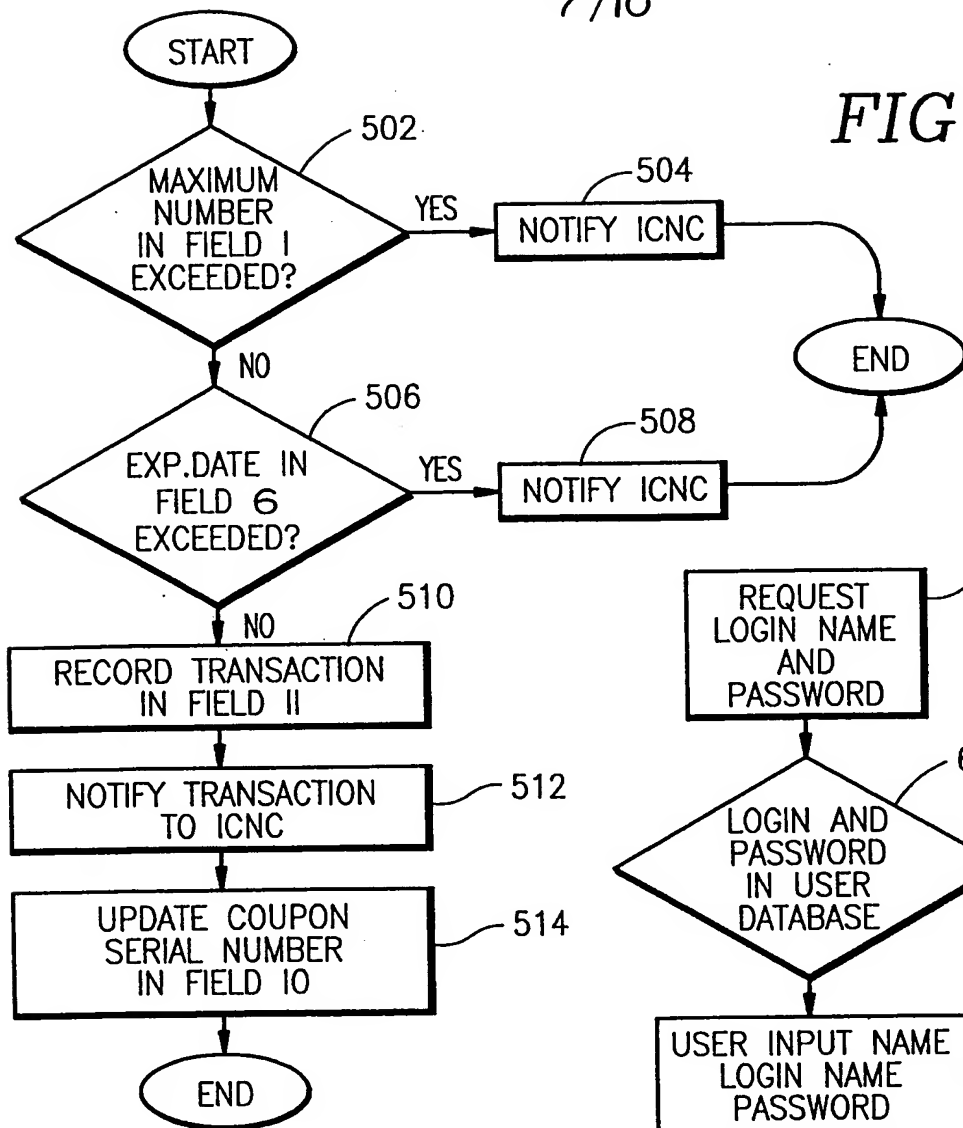 START
FIG
502
MAXIMUM
NUMBER
IN FIELD 1
EXCEEDED?
YES
504
NOTIFY ICNC
END
NO
506
EXP.DATE IN
FIELD 6
EXCEEDED?
YES
508
NOTIFY ICNC
NO
510
RECORD TRANSACTION
IN FIELD 11
NOTIFY TRANSACTION
TO ICNC
512
UPDATE COUPON
SERIAL NUMBER
IN FIELD 10
514
END
REQUEST
LOGIN NAME
AND
PASSWORD
LOGIN AND
PASSWORD
IN USER
DATABASE
USER INPUT NAME
LOGIN NAME
PASSWORD